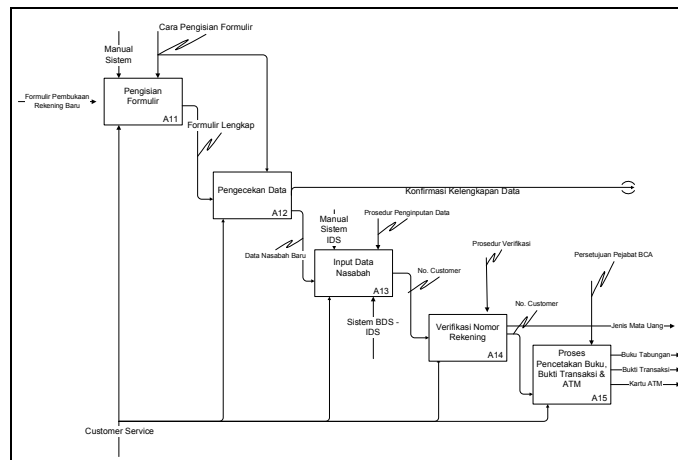 Cara Pengisian Formulir
Manual
Sistem
Formulir Pembukaan
Rekening Baru
Pengisian
Formulir
A11
Formulir Lengkap
Pengecekan Data
A12
Konfirmasi Kelengkapan Data
Manual
Sistem
IDS
Prosedur Penginputan Data
Data Nasabah Baru
Input Data
Nasabah
A13
No. Customer
Prosedur Verifikasi
Sistem BDS -
IDS
Verifikasi Nomor
Rekening
A14
No. Customer
Persetujuan Pejabat BCA
Jenis Mata Uang
Proses
Pencetakan Buku,
Bukti Transaksi &
ATM
A15
Buku Tabungan
Bukti Transaksi
Kartu ATM
Customer Service